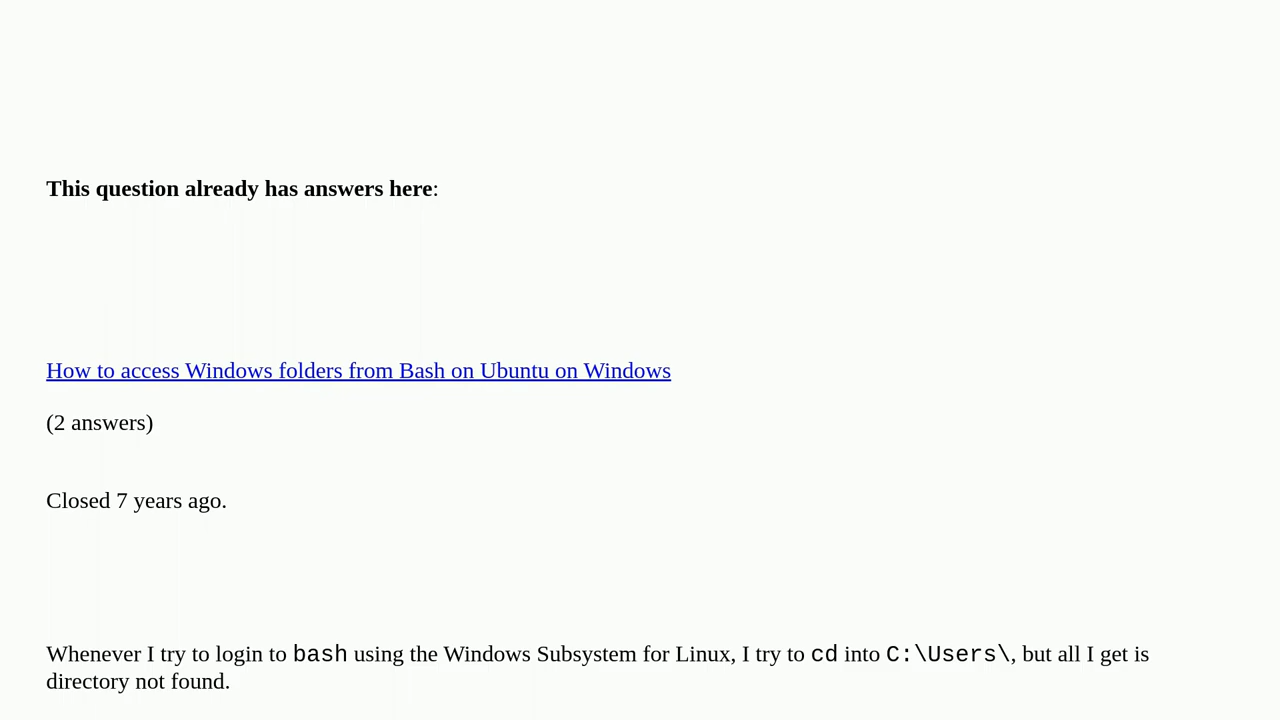 This question already has answers here:
How to access Windows folders from Bash on Ubuntu on Windows
(2 answers)
Closed 7 years ago.
Whenever I try to login to bash using the Windows Subsystem for Linux, I try to cd into C:\Users\, but all I get is
directory not found.